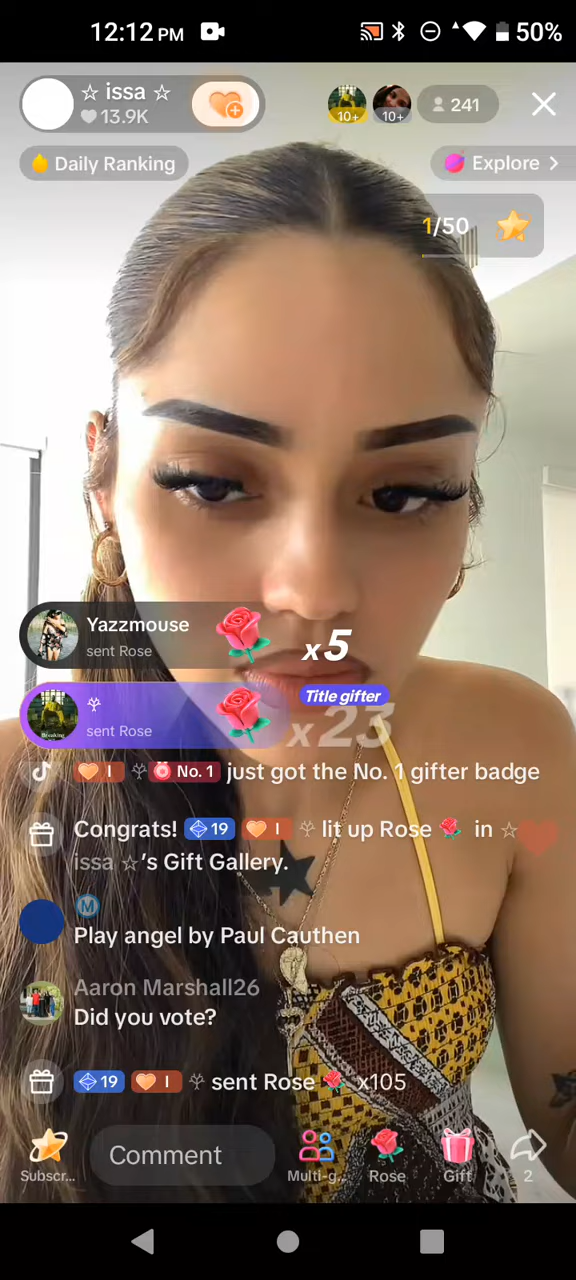 12:12 PM
50%
☆ issa ☆
13.9K
10+
10+
241
Daily Ranking
Explore >
1/50
Yazzmouse
sent Rose
x5
Title gifter
sent Rose
x23
I No. 1 just got the No. 1 gifter badge
Congrats! 19 I lit up Rose in ☆
issa ☆'s Gift Gallery.
M
Play angel by Paul Cauthen
Aaron Marshall26
Did you vote?
19 I sent Rose x105
Comment
Subscr...
Multi-g...
Rose
Gift
2